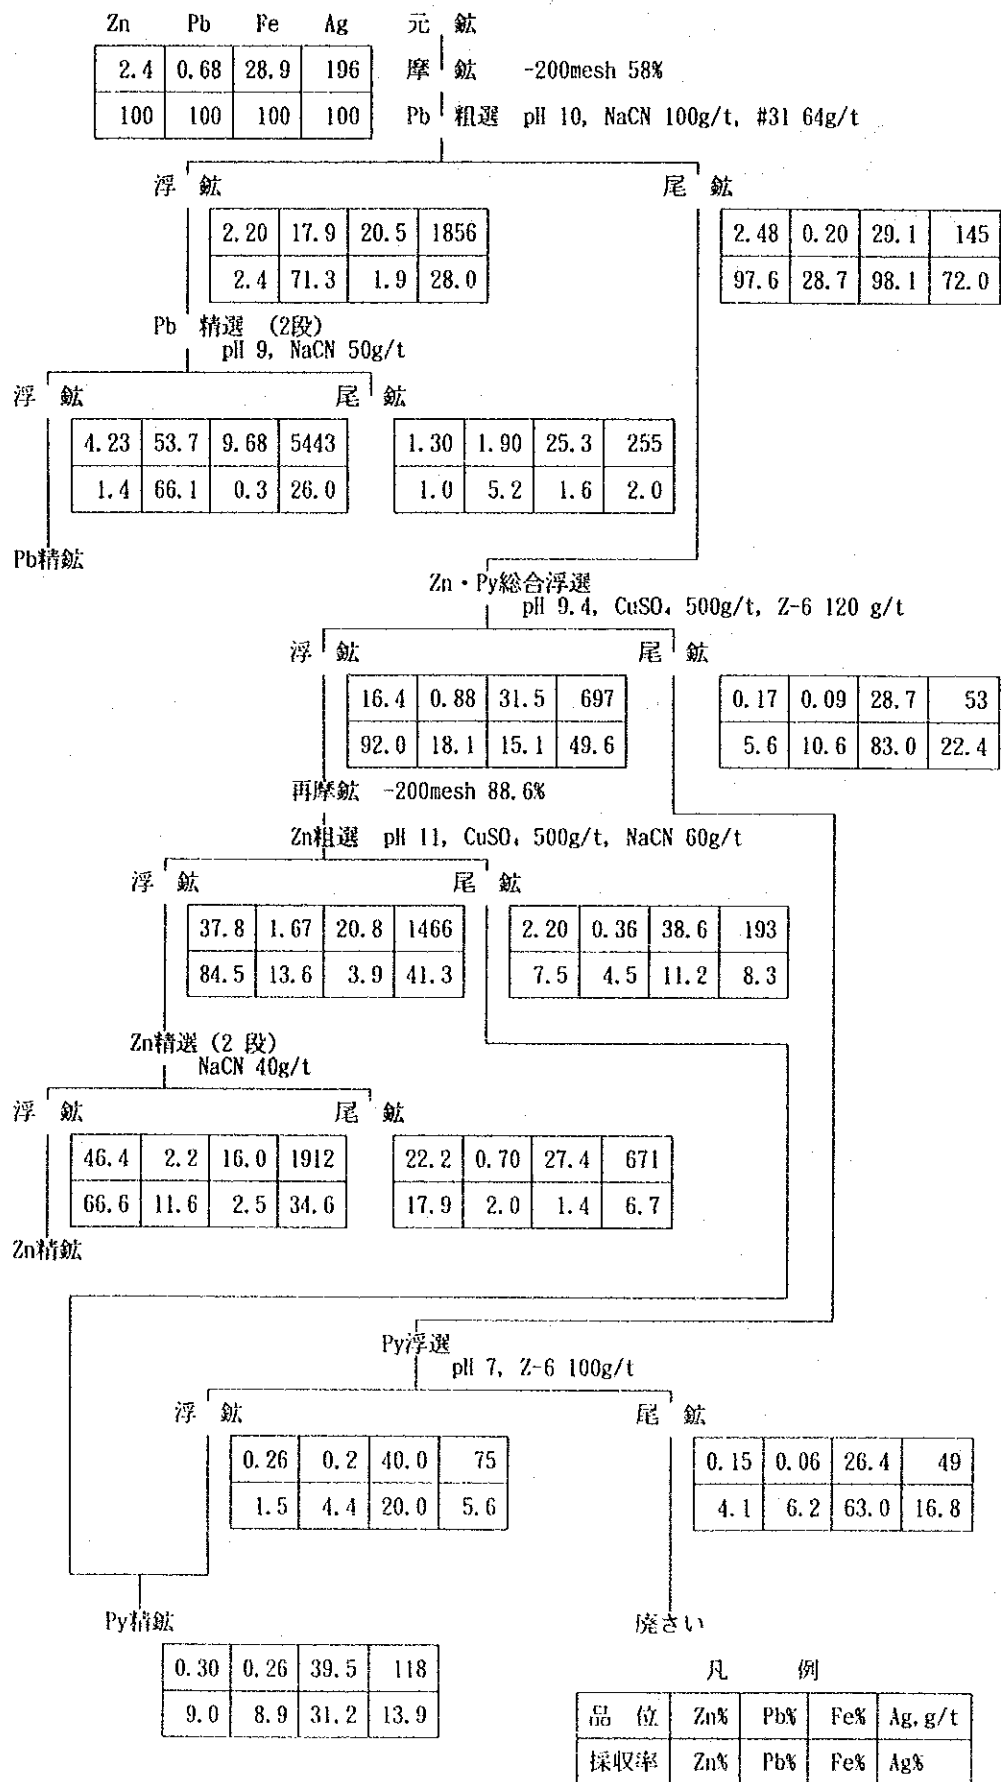 Zn Pb Fe Ag 元 鉱
2.4 0.68 28.9 196 摩 鉱 -200mesh 58%
100 100 100 100 Pb 粗選 pH 10, NaCN 100g/t, #31 64g/t
浮 鉱 尾 鉱
2.20 17.9 20.5 1856 2.48 0.20 29.1 145
2.4 71.3 1.9 28.0 97.6 28.7 98.1 72.0
Pb 精選 (2段)
pH 9, NaCN 50g/t
浮 鉱 尾 鉱
4.23 53.7 9.68 5443 1.30 1.90 25.3 255
1.4 66.1 0.3 26.0 1.0 5.2 1.6 2.0
Pb精鉱
Zn・Py総合浮選
pH 9.4, CuSO₄ 500g/t, Z-6 120 g/t
浮 鉱 尾 鉱
16.4 0.88 31.5 697 0.17 0.09 28.7 53
92.0 18.1 15.1 49.6 5.6 10.6 83.0 22.4
再摩鉱 -200mesh 88.6%
Zn粗選 pH 11, CuSO₄ 500g/t, NaCN 60g/t
浮 鉱 尾 鉱
37.8 1.67 20.8 1466 2.20 0.36 38.6 193
84.5 13.6 3.9 41.3 7.5 4.5 11.2 8.3
Zn精選 (2 段)
NaCN 40g/t
浮 鉱 尾 鉱
46.4 2.2 16.0 1912 22.2 0.70 27.4 671
66.6 11.6 2.5 34.6 17.9 2.0 1.4 6.7
Zn精鉱
Py浮選
pH 7, Z-6 100g/t
浮 鉱 尾 鉱
0.26 0.2 40.0 75 0.15 0.06 26.4 49
1.5 4.4 20.0 5.6 4.1 6.2 63.0 16.8
Py精鉱 廃さい
0.30 0.26 39.5 118
9.0 8.9 31.2 13.9
凡 例
品 位 Zn% Pb% Fe% Ag,g/t
採収率 Zn% Pb% Fe% Ag%